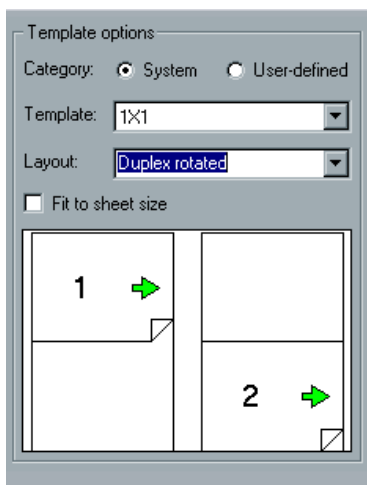 Template options
Category: System User-defined
Template: 1X1
Layout: Duplex rotated
Fit to sheet size
1
2